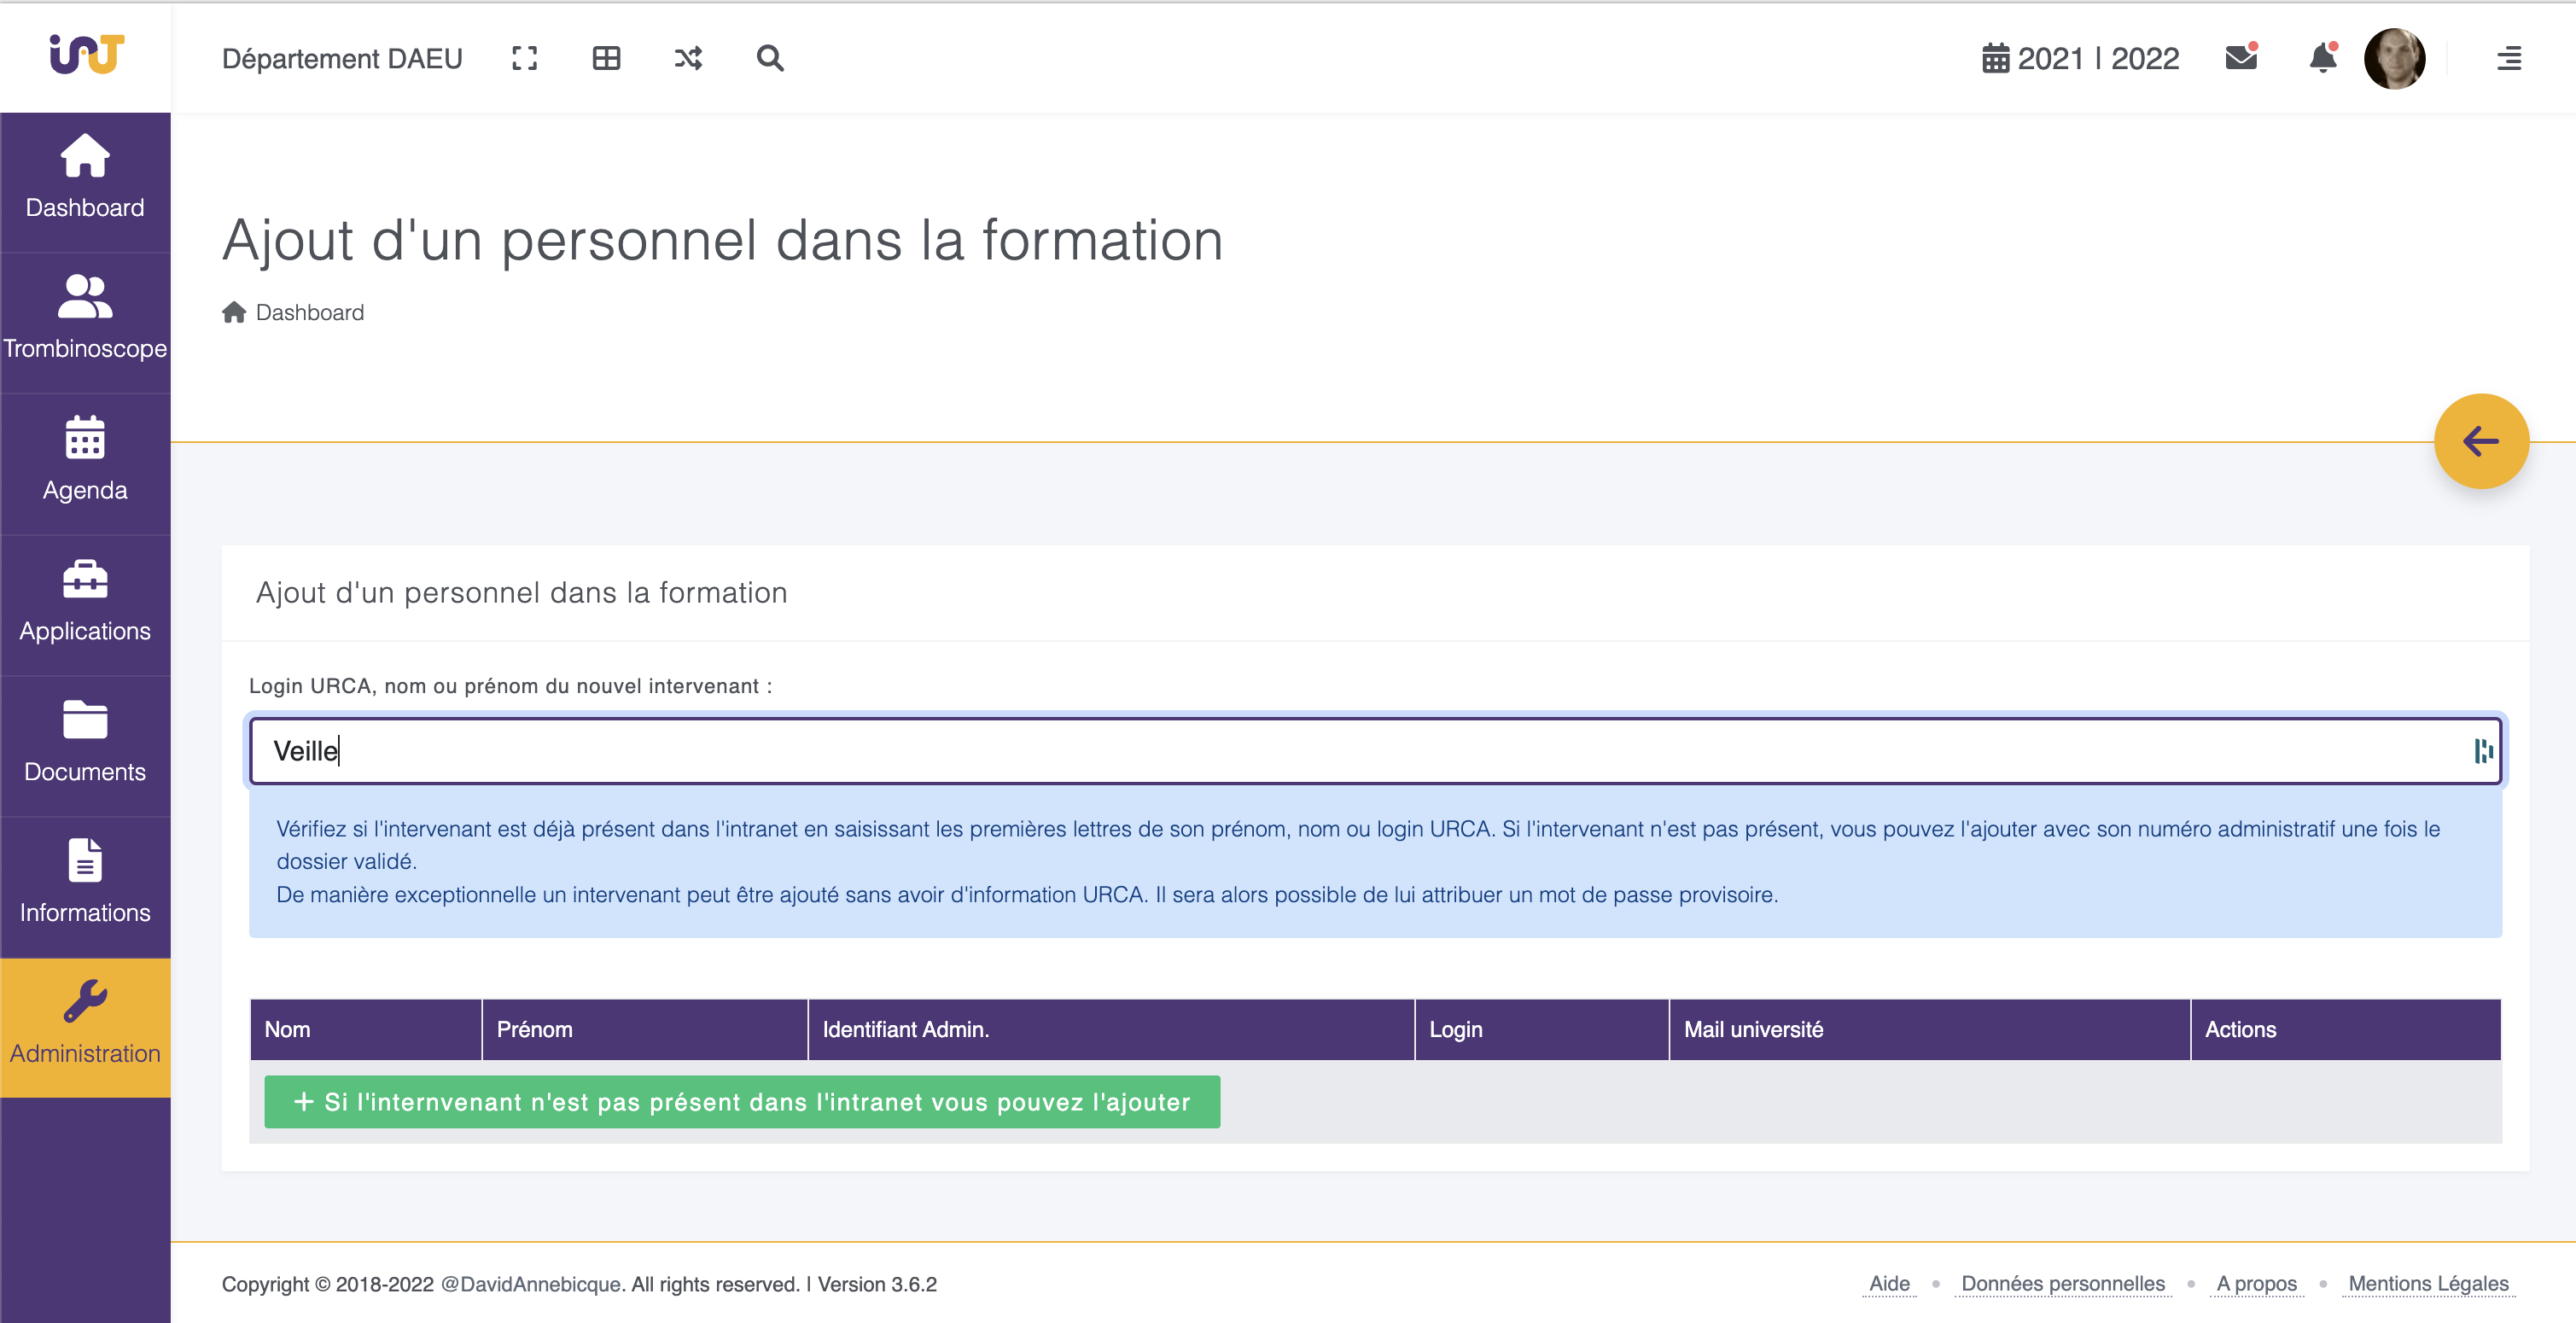 inT
Département DAEU
2021 | 2022
Dashboard
Trombinoscope
Agenda
Applications
Documents
Informations
Administration
Ajout d'un personnel dans la formation
Dashboard
Ajout d'un personnel dans la formation
Login URCA, nom ou prénom du nouvel intervenant :
Veille
Vérifiez si l'intervenant est déjà présent dans l'intranet en saisissant les premières lettres de son prénom, nom ou login URCA. Si l'intervenant n'est pas présent, vous pouvez l'ajouter avec son numéro administratif une fois le
dossier validé.
De manière exceptionnelle un intervenant peut être ajouté sans avoir d'information URCA. Il sera alors possible de lui attribuer un mot de passe provisoire.
Nom Prénom Identifiant Admin. Login Mail université Actions
+ Si l'internvenant n'est pas présent dans l'intranet vous pouvez l'ajouter
Copyright © 2018-2022 @DavidAnnebicque. All rights reserved. | Version 3.6.2
Aide • Données personnelles • A propos • Mentions Légales